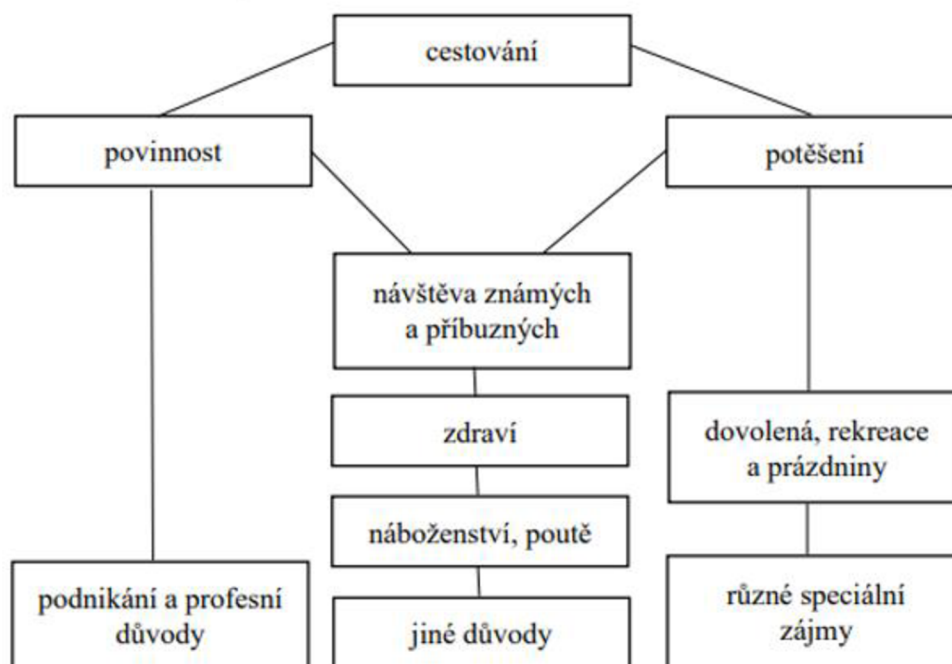 cestování
povinnost
potěšení
návštěva známých
a příbuzných
zdraví
dovolená, rekreace
a prázdniny
náboženství, poutě
podnikání a profesní
důvody
jiné důvody
různé speciální
zájmy